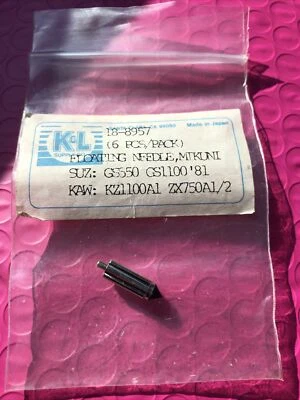 Made in Japan
K&L
SUPPLY
18-8957
(6 PCS/PACK)
FLOATING NEEDLE,MIKUNI
SUZ: GS550 GS1100'81
KAW: KZ1100A1 ZX750A1/2